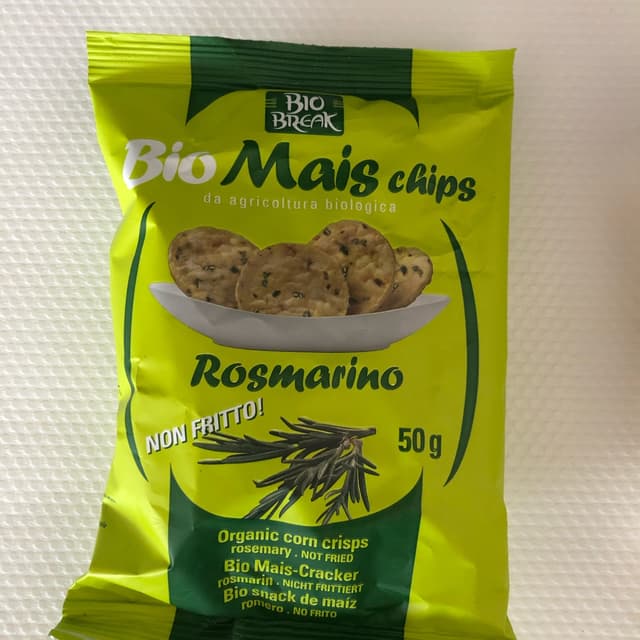 BIO
BREAK
Bio Mais chips
da agricoltura biologica
Rosmarino
NON FRITTO!
50 g
Organic corn crisps
rosemary . NOT FRIED
Bio Mais-Cracker
rosmarin . NICHT FRITTIERT
Bio snack de maíz
romero . NO FRITO